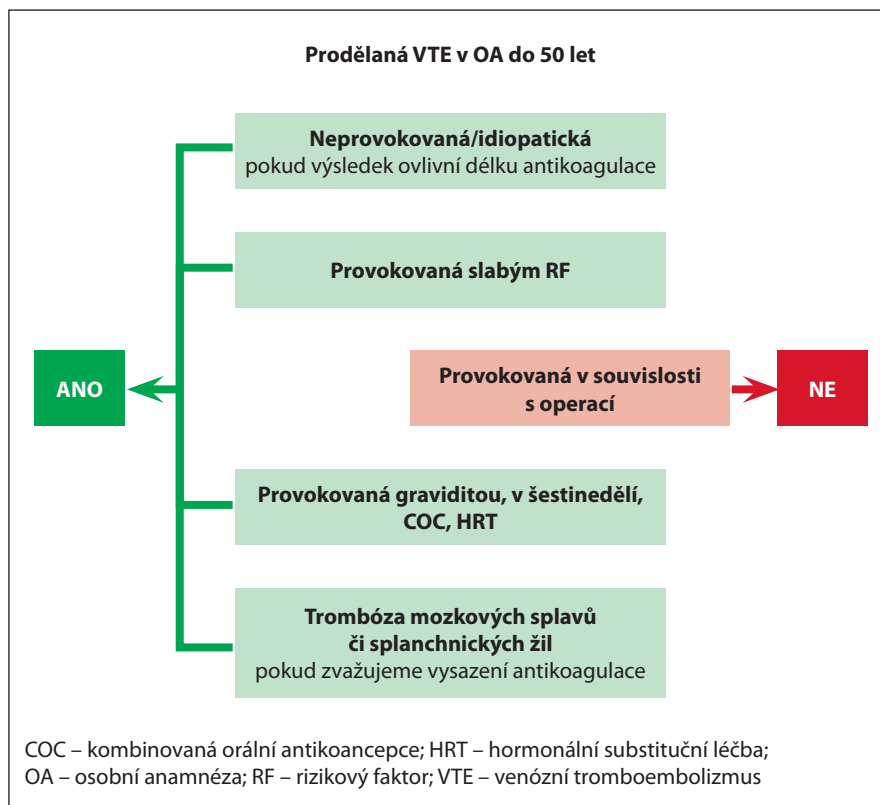 Prodělaná VTE v OA do 50 let
Neprovokovaná/idiopatická
pokud výsledek ovlivní délku antikoagulace
Provokovaná slabým RF
ANO
Provokovaná v souvislosti
s operací
NE
Provokovaná graviditou, v šestinedělí,
COC, HRT
Trombóza mozkových splavů
či splanchnických žil
pokud zvažujeme vysazení antikoagulace
COC – kombinovaná orální antikoancepce; HRT – hormonální substituční léčba;
OA – osobní anamnéza; RF – rizikový faktor; VTE – venózní tromboembolizmus